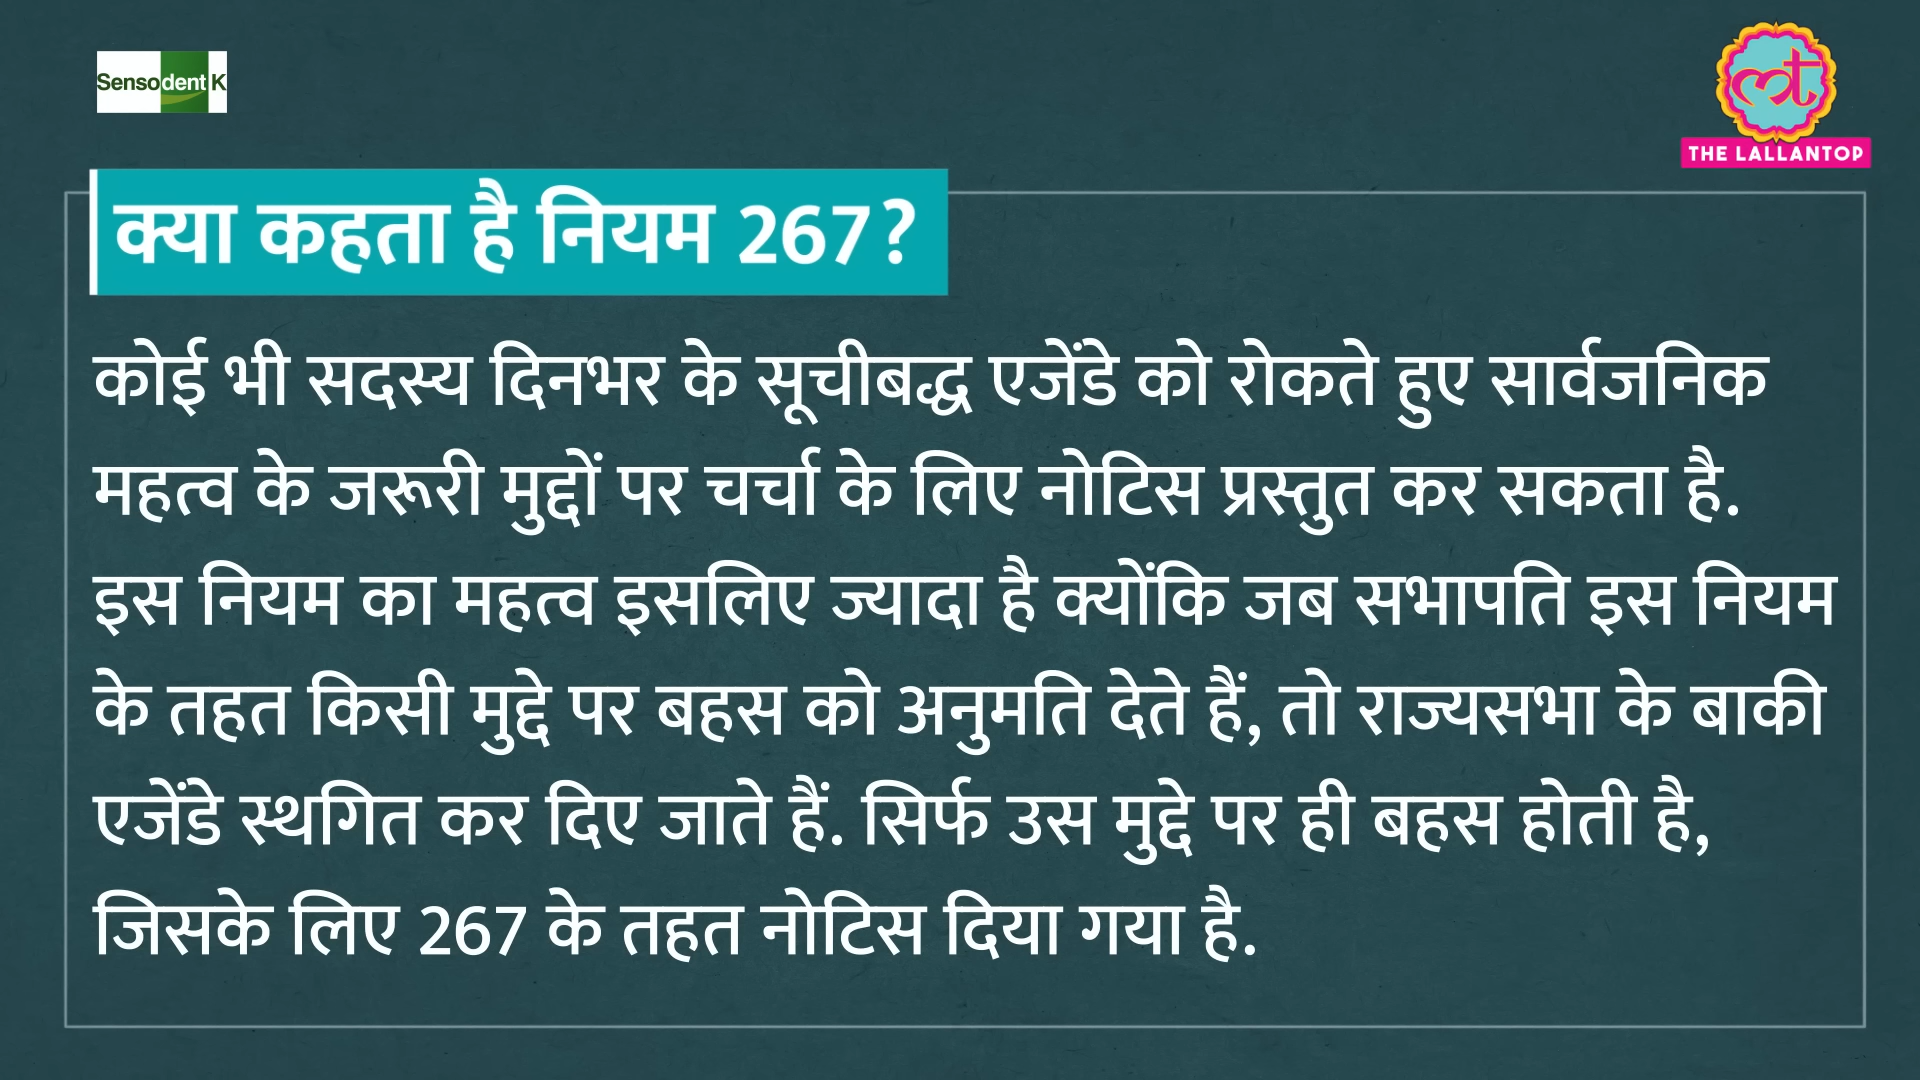 Sensodent K
THE LALLANTOP
क्या कहता है नियम 267?
कोई भी सदस्य दिनभर के सूचीबद्ध एजेंडे को रोकते हुए सार्वजनिक
महत्व के जरूरी मुद्दों पर चर्चा के लिए नोटिस प्रस्तुत कर सकता है.
इस नियम का महत्व इसलिए ज्यादा है क्योंकि जब सभापति इस नियम
के तहत किसी मुद्दे पर बहस को अनुमति देते हैं, तो राज्यसभा के बाकी
एजेंडे स्थगित कर दिए जाते हैं. सिर्फ उस मुद्दे पर ही बहस होती है,
जिसके लिए 267 के तहत नोटिस दिया गया है.